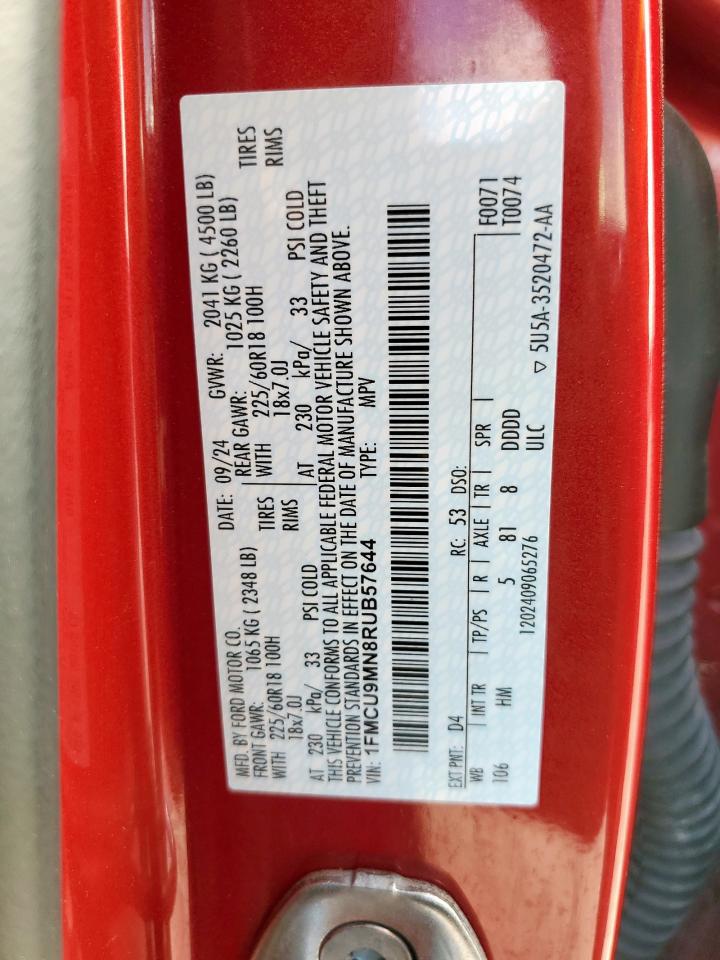 MFD. BY FORD MOTOR CO.
DATE: 09/24 GVWR: 2041 KG ( 4500 LB)
FRONT GAWR: 1065 KG ( 2348 LB)
REAR GAWR: 1025 KG ( 2260 LB)
WITH 225/60R18 100H TIRES
WITH 225/60R18 100H TIRES
18x7.0J RIMS
18x7.0J RIMS
AT 230 kPa/ 33 PSI COLD
AT 230 kPa/ 33 PSI COLD
THIS VEHICLE CONFORMS TO ALL APPLICABLE FEDERAL MOTOR VEHICLE SAFETY AND THEFT
PREVENTION STANDARDS IN EFFECT ON THE DATE OF MANUFACTURE SHOWN ABOVE.
VIN: 1FMCU9MN8RUB57644 TYPE: MPV
EXT PNT: D4 RC: 53 DSO:
WB INT TR TP/PS R AXLE TR SPR
F0071
T0074
106 HM 5 81 8 DDDD
1202409065276 ULC
▽ 5U5A-3520472-AA